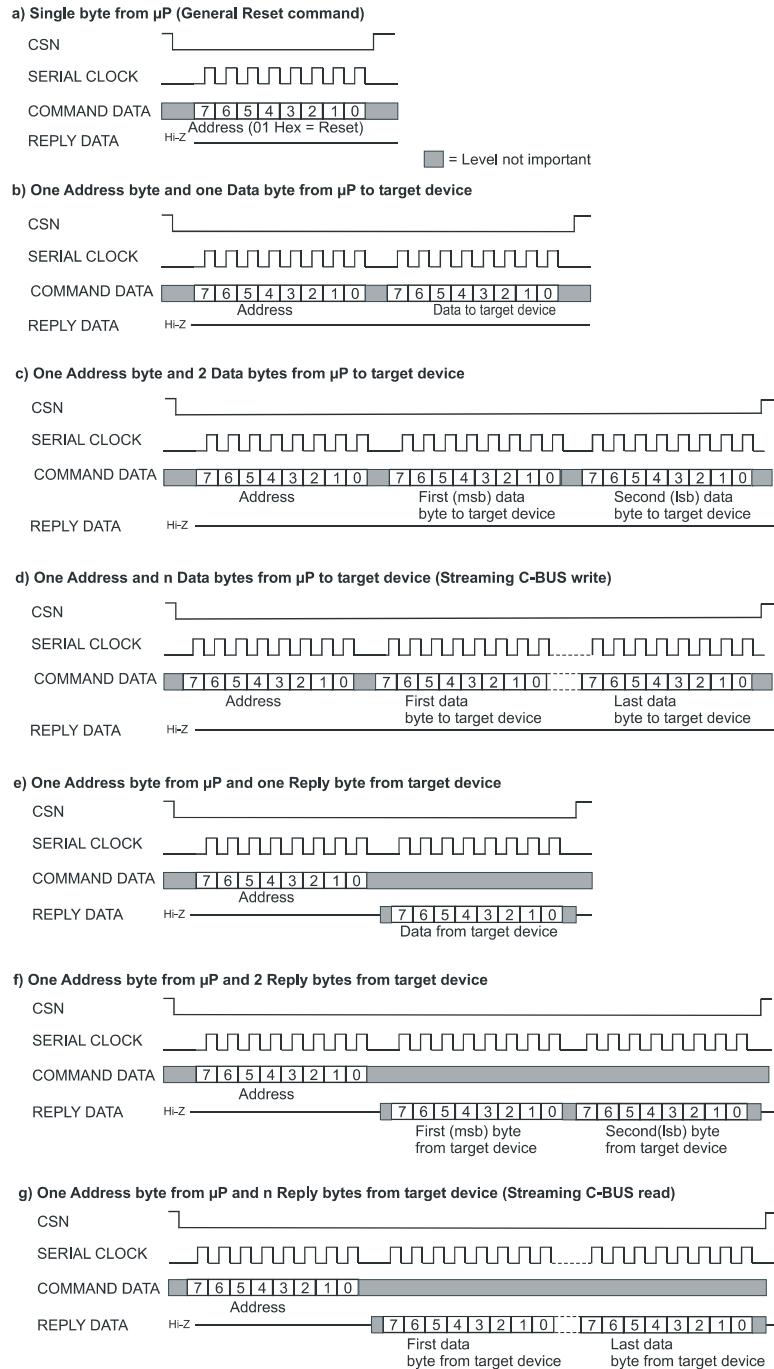 a) Single byte from µP (General Reset command)
CSN
SERIAL CLOCK
COMMAND DATA 7 6 5 4 3 2 1 0
Address (01 Hex = Reset)
REPLY DATA Hi-Z
= Level not important
b) One Address byte and one Data byte from µP to target device
CSN
SERIAL CLOCK
COMMAND DATA 7 6 5 4 3 2 1 0 7 6 5 4 3 2 1 0
Address Data to target device
REPLY DATA Hi-Z
c) One Address byte and 2 Data bytes from µP to target device
CSN
SERIAL CLOCK
COMMAND DATA 7 6 5 4 3 2 1 0 7 6 5 4 3 2 1 0 7 6 5 4 3 2 1 0
Address First (msb) data Second (lsb) data
byte to target device byte to target device
REPLY DATA Hi-Z
d) One Address and n Data bytes from µP to target device (Streaming C-BUS write)
CSN
SERIAL CLOCK
COMMAND DATA 7 6 5 4 3 2 1 0 7 6 5 4 3 2 1 0 7 6 5 4 3 2 1 0
Address First data Last data
byte to target device byte to target device
REPLY DATA Hi-Z
e) One Address byte from µP and one Reply byte from target device
CSN
SERIAL CLOCK
COMMAND DATA 7 6 5 4 3 2 1 0
Address
REPLY DATA Hi-Z 7 6 5 4 3 2 1 0
Data from target device
f) One Address byte from µP and 2 Reply bytes from target device
CSN
SERIAL CLOCK
COMMAND DATA 7 6 5 4 3 2 1 0
Address
REPLY DATA Hi-Z 7 6 5 4 3 2 1 0 7 6 5 4 3 2 1 0
First (msb) byte Second(lsb) byte
from target device from target device
g) One Address byte from µP and n Reply bytes from target device (Streaming C-BUS read)
CSN
SERIAL CLOCK
COMMAND DATA 7 6 5 4 3 2 1 0
Address
REPLY DATA Hi-Z 7 6 5 4 3 2 1 0 7 6 5 4 3 2 1 0
First data Last data
byte from target device byte from target device